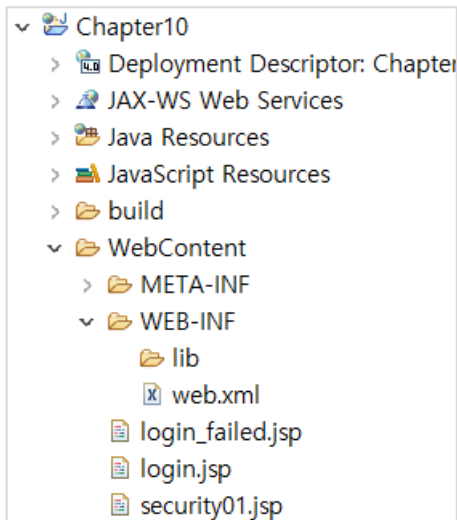 Chapter10
Deployment Descriptor: Chapter
JAX-WS Web Services
Java Resources
JavaScript Resources
build
WebContent
META-INF
WEB-INF
lib
web.xml
login_failed.jsp
login.jsp
security01.jsp